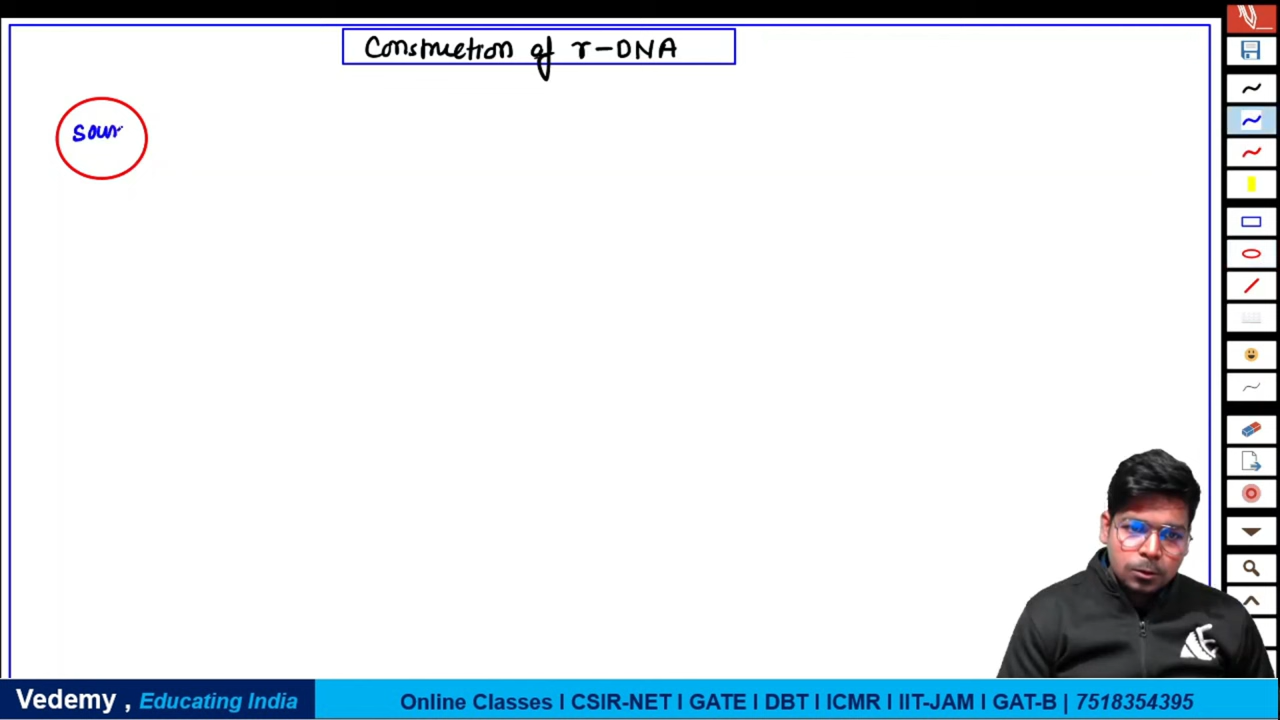 Construction of r-DNA
Sour
Vedemy , Educating India
Online Classes I CSIR-NET I GATE I DBT I ICMR I IIT-JAM I GAT-B | 7518354395